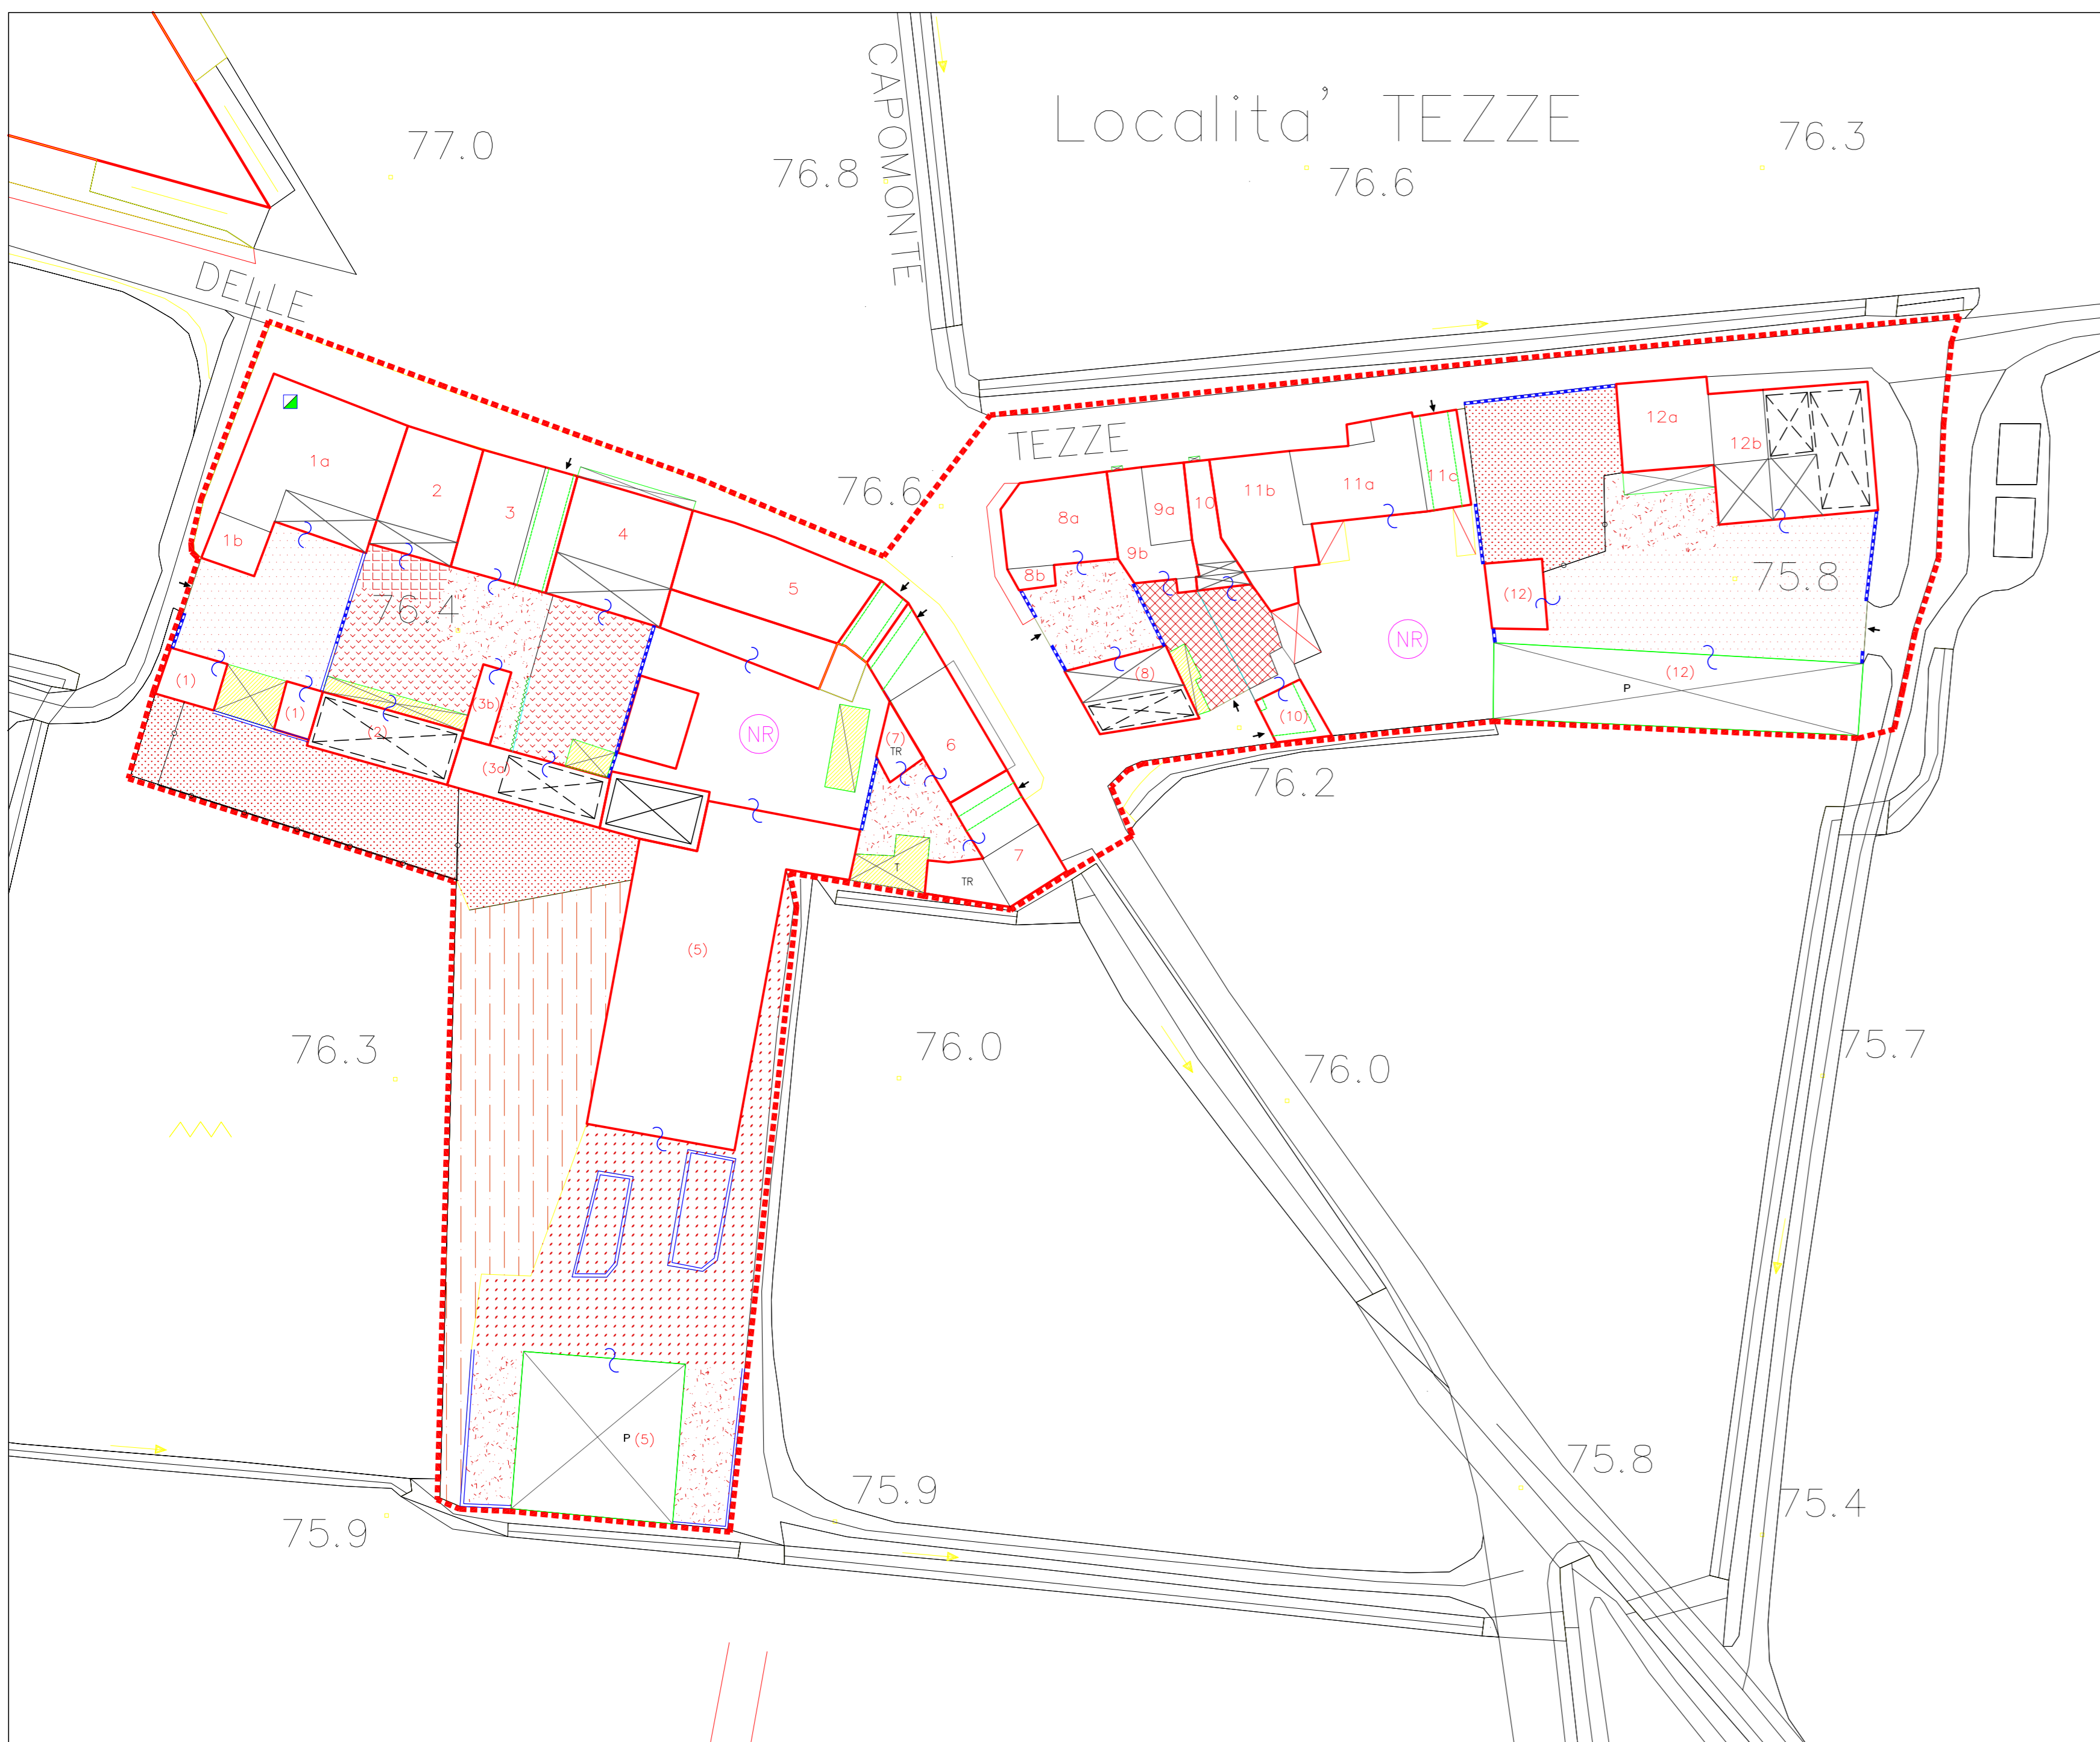 Localita' TEZZE
77.0
76.8
CAPOMONTE
76.6
76.3
DELLE
TEZZE
76.6
1a
1b
2
3
4
5
76.4
(1)
(1)
(2)
(3b)
(3a)
NR
(7)
TR
6
7
T
TR
8a
8b
9a
9b
10
11b
11a
11c
12a
12b
(8)
(10)
NR
(12)
75.8
(12)
P
76.2
(5)
76.3
76.0
76.0
75.7
P (5)
75.9
75.9
75.8
75.4